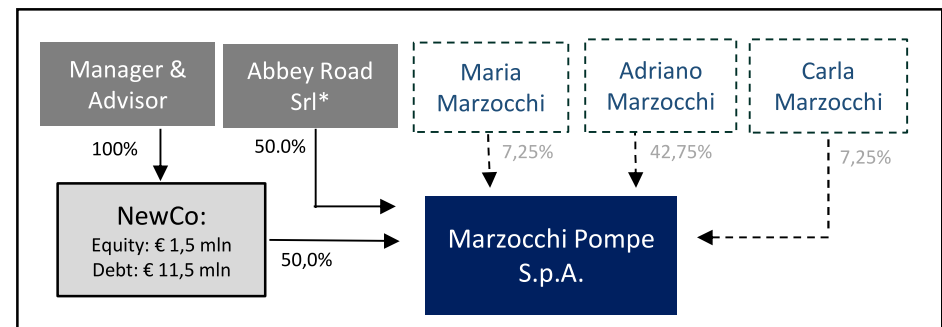 Manager &
Advisor
Abbey Road
Srl*
Maria
Marzocchi
Adriano
Marzocchi
Carla
Marzocchi
100%
50.0%
7,25%
42,75%
7,25%
NewCo:
Equity: € 1,5 mln
Debt: € 11,5 mln
50,0%
Marzocchi Pompe
S.p.A.